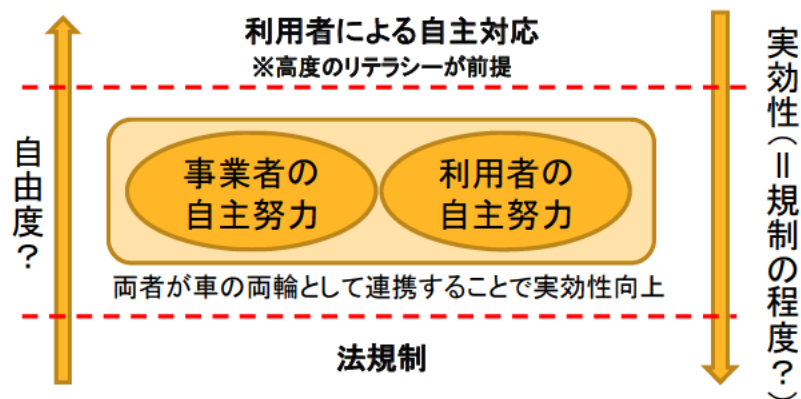 利用者による自主対応
※高度のリテラシーが前提
自由度？
事業者の
自主努力
利用者の
自主努力
両者が車の両輪として連携することで実効性向上
法規制
実効性(＝規制の程度？)